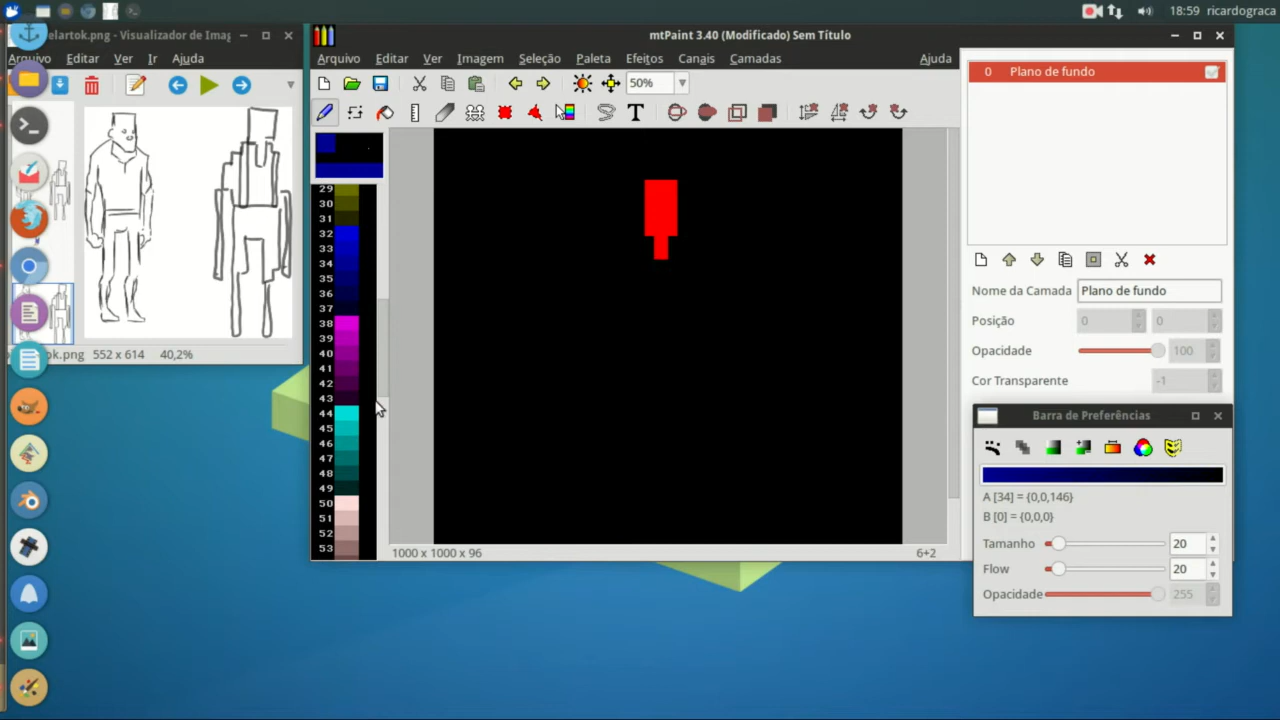 18:59 ricardograca
elartok.png - Visualizador de Imag
Arquivo Editar Ver Ir Ajuda
ok.png 552 x 614 40,2%
mtPaint 3.40 (Modificado) Sem Título
Arquivo Editar Ver Imagem Seleção Paleta Efeitos Canais Camadas Ajuda
50%
29
30
31
32
33
34
35
36
37
38
39
40
41
42
43
44
45
46
47
48
49
50
51
52
53
1000 x 1000 x 96 6+2
0 Plano de fundo
Nome da Camada Plano de fundo
Posição 0 0
Opacidade 100
Cor Transparente -1
Barra de Preferências
A [34] = {0,0,146}
B [0] = {0,0,0}
Tamanho 20
Flow 20
Opacidade 255